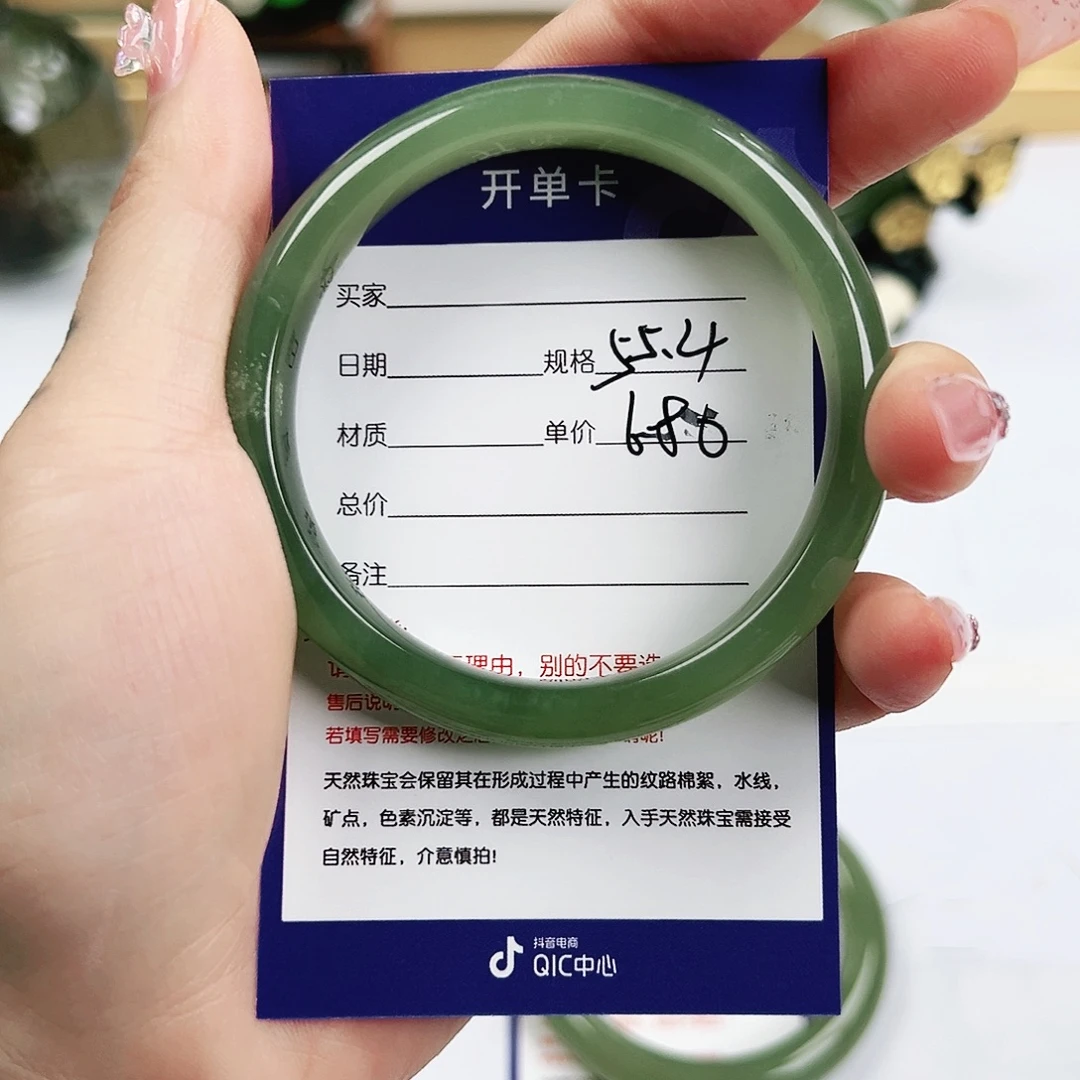 开单卡
买家
日期 规格 55.4
材质 单价 680
总价
备注
理由，别的不要选
售后说明
若填写需要修改
天然珠宝会保留其在形成过程中产生的纹路棉絮，水线，
矿点，色素沉淀等，都是天然特征，入手天然珠宝需接受
自然特征，介意慎拍！
抖音电商
QIC中心